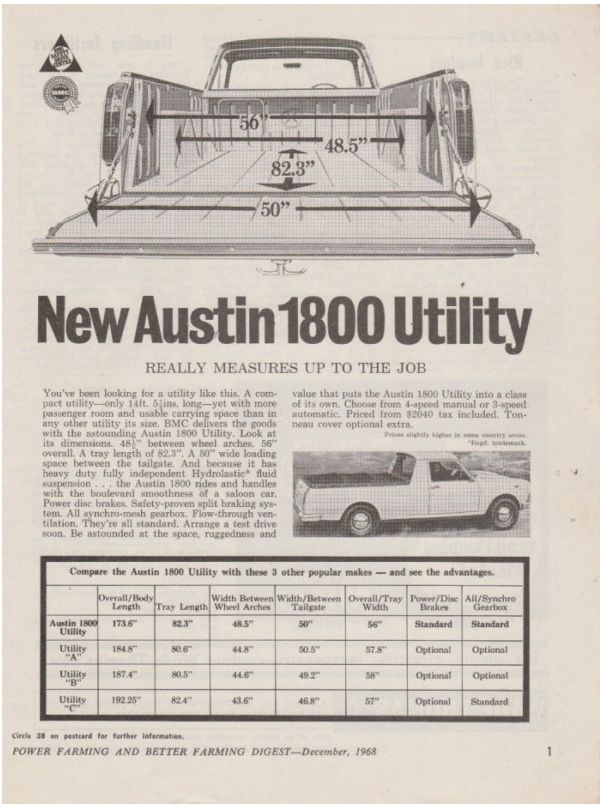 BMC
56"
48.5"
82.3"
50"
New Austin 1800 Utility
REALLY MEASURES UP TO THE JOB
You've been looking for a utility like this. A com-
pact utility—only 14ft. 5½ins. long—yet with more
passenger room and usable carrying space than in
any other utility its size. BMC delivers the goods
with the astounding Austin 1800 Utility. Look at
its dimensions. 48½" between wheel arches. 56"
overall. A tray length of 82.3". A 50" wide loading
space between the tailgate. And because it has
heavy duty fully independent Hydrolastic* fluid
suspension . . . the Austin 1800 rides and handles
with the boulevard smoothness of a saloon car.
Power disc brakes. Safety-proven split braking sys-
tem. All synchro-mesh gearbox. Flow-through ven-
tilation. They're all standard. Arrange a test drive
soon. Be astounded at the space, ruggedness and
value that puts the Austin 1800 Utility into a class
of its own. Choose from 4-speed manual or 3-speed
automatic. Priced from $2040 tax included. Ton-
neau cover optional extra.
Prices slightly higher in some country areas.
*Regd. trademark.
Compare the Austin 1800 Utility with these 3 other popular makes — and see the advantages.
Overall/Body Length Tray Length Width Between Wheel Arches Width/Between Tailgate Overall/Tray Width Power/Disc Brakes All/Synchro Gearbox
Austin 1800 Utility 173.6" 82.3" 48.5" 50" 56" Standard Standard
Utility "A" 184.8" 80.6" 44.8" 50.5" 57.8" Optional Optional
Utility "B" 187.4" 80.5" 44.6" 49.2" 58" Optional Optional
Utility "C" 192.25" 82.4" 43.6" 46.8" 57" Optional Standard
Circle 38 on postcard for further information.
POWER FARMING AND BETTER FARMING DIGEST—December, 1968
1